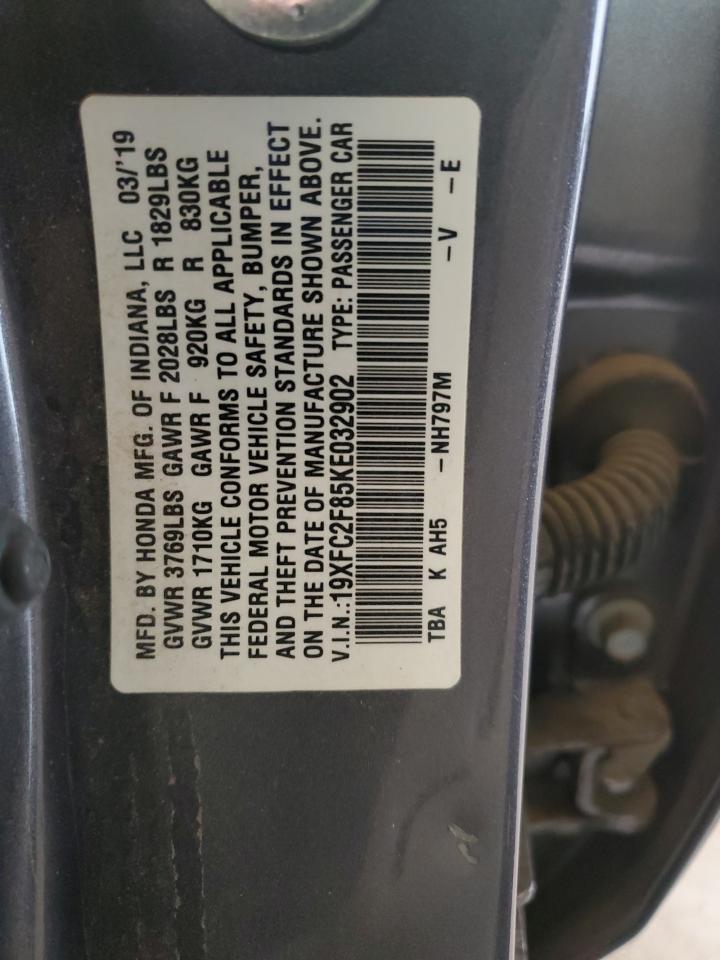 MFD. BY HONDA MFG. OF INDIANA, LLC 03/'19
GVWR 3769LBS GAWR F 2028LBS R 1829LBS
GVWR 1710KG GAWR F 920KG R 830KG
THIS VEHICLE CONFORMS TO ALL APPLICABLE
FEDERAL MOTOR VEHICLE SAFETY, BUMPER,
AND THEFT PREVENTION STANDARDS IN EFFECT
ON THE DATE OF MANUFACTURE SHOWN ABOVE.
V.I.N.:19XFC2F85KE032902 TYPE: PASSENGER CAR
TBA K AH5 –NH797M –V –E